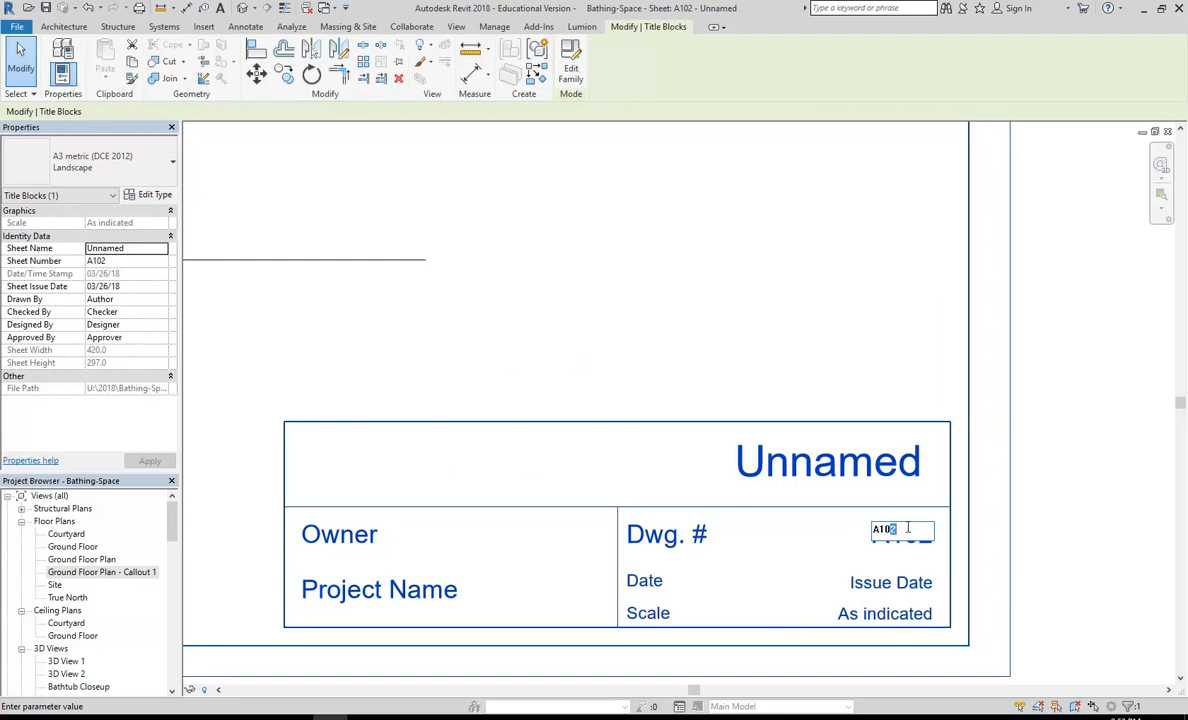 Autodesk Revit 2018 - Educational Version - Bathing-Space - Sheet: A102 - Unnamed
Type a keyword or phrase
Sign In
File Architecture Structure Systems Insert Annotate Analyze Massing & Site Collaborate View Manage Add-Ins Lumion Modify | Title Blocks
Modify
Properties
Paste
Cope
Cut
Join
Edit
Family
Select
Properties
Clipboard
Geometry
Modify
View
Measure
Create
Mode
Modify | Title Blocks
Properties
A3 metric (DCE 2012)
Landscape
Title Blocks (1)
Edit Type
Graphics
Scale As indicated
Identity Data
Sheet Name Unnamed
Sheet Number A102
Date/Time Stamp 03/26/18
Sheet Issue Date 03/26/18
Drawn By Author
Checked By Checker
Designed By Designer
Approved By Approver
Sheet Width 420.0
Sheet Height 297.0
Other
File Path U:\2018\Bathing-Sp...
Properties help
Apply
Project Browser - Bathing-Space
Views (all)
Structural Plans
Floor Plans
Courtyard
Ground Floor
Ground Floor Plan
Ground Floor Plan - Callout 1
Site
True North
Ceiling Plans
Courtyard
Ground Floor
3D Views
3D View 1
3D View 2
Bathtub Closeup
Unnamed
Owner
Project Name
Dwg. # A102
Date Issue Date
Scale As indicated
Enter parameter value
:0
Main Model
:1